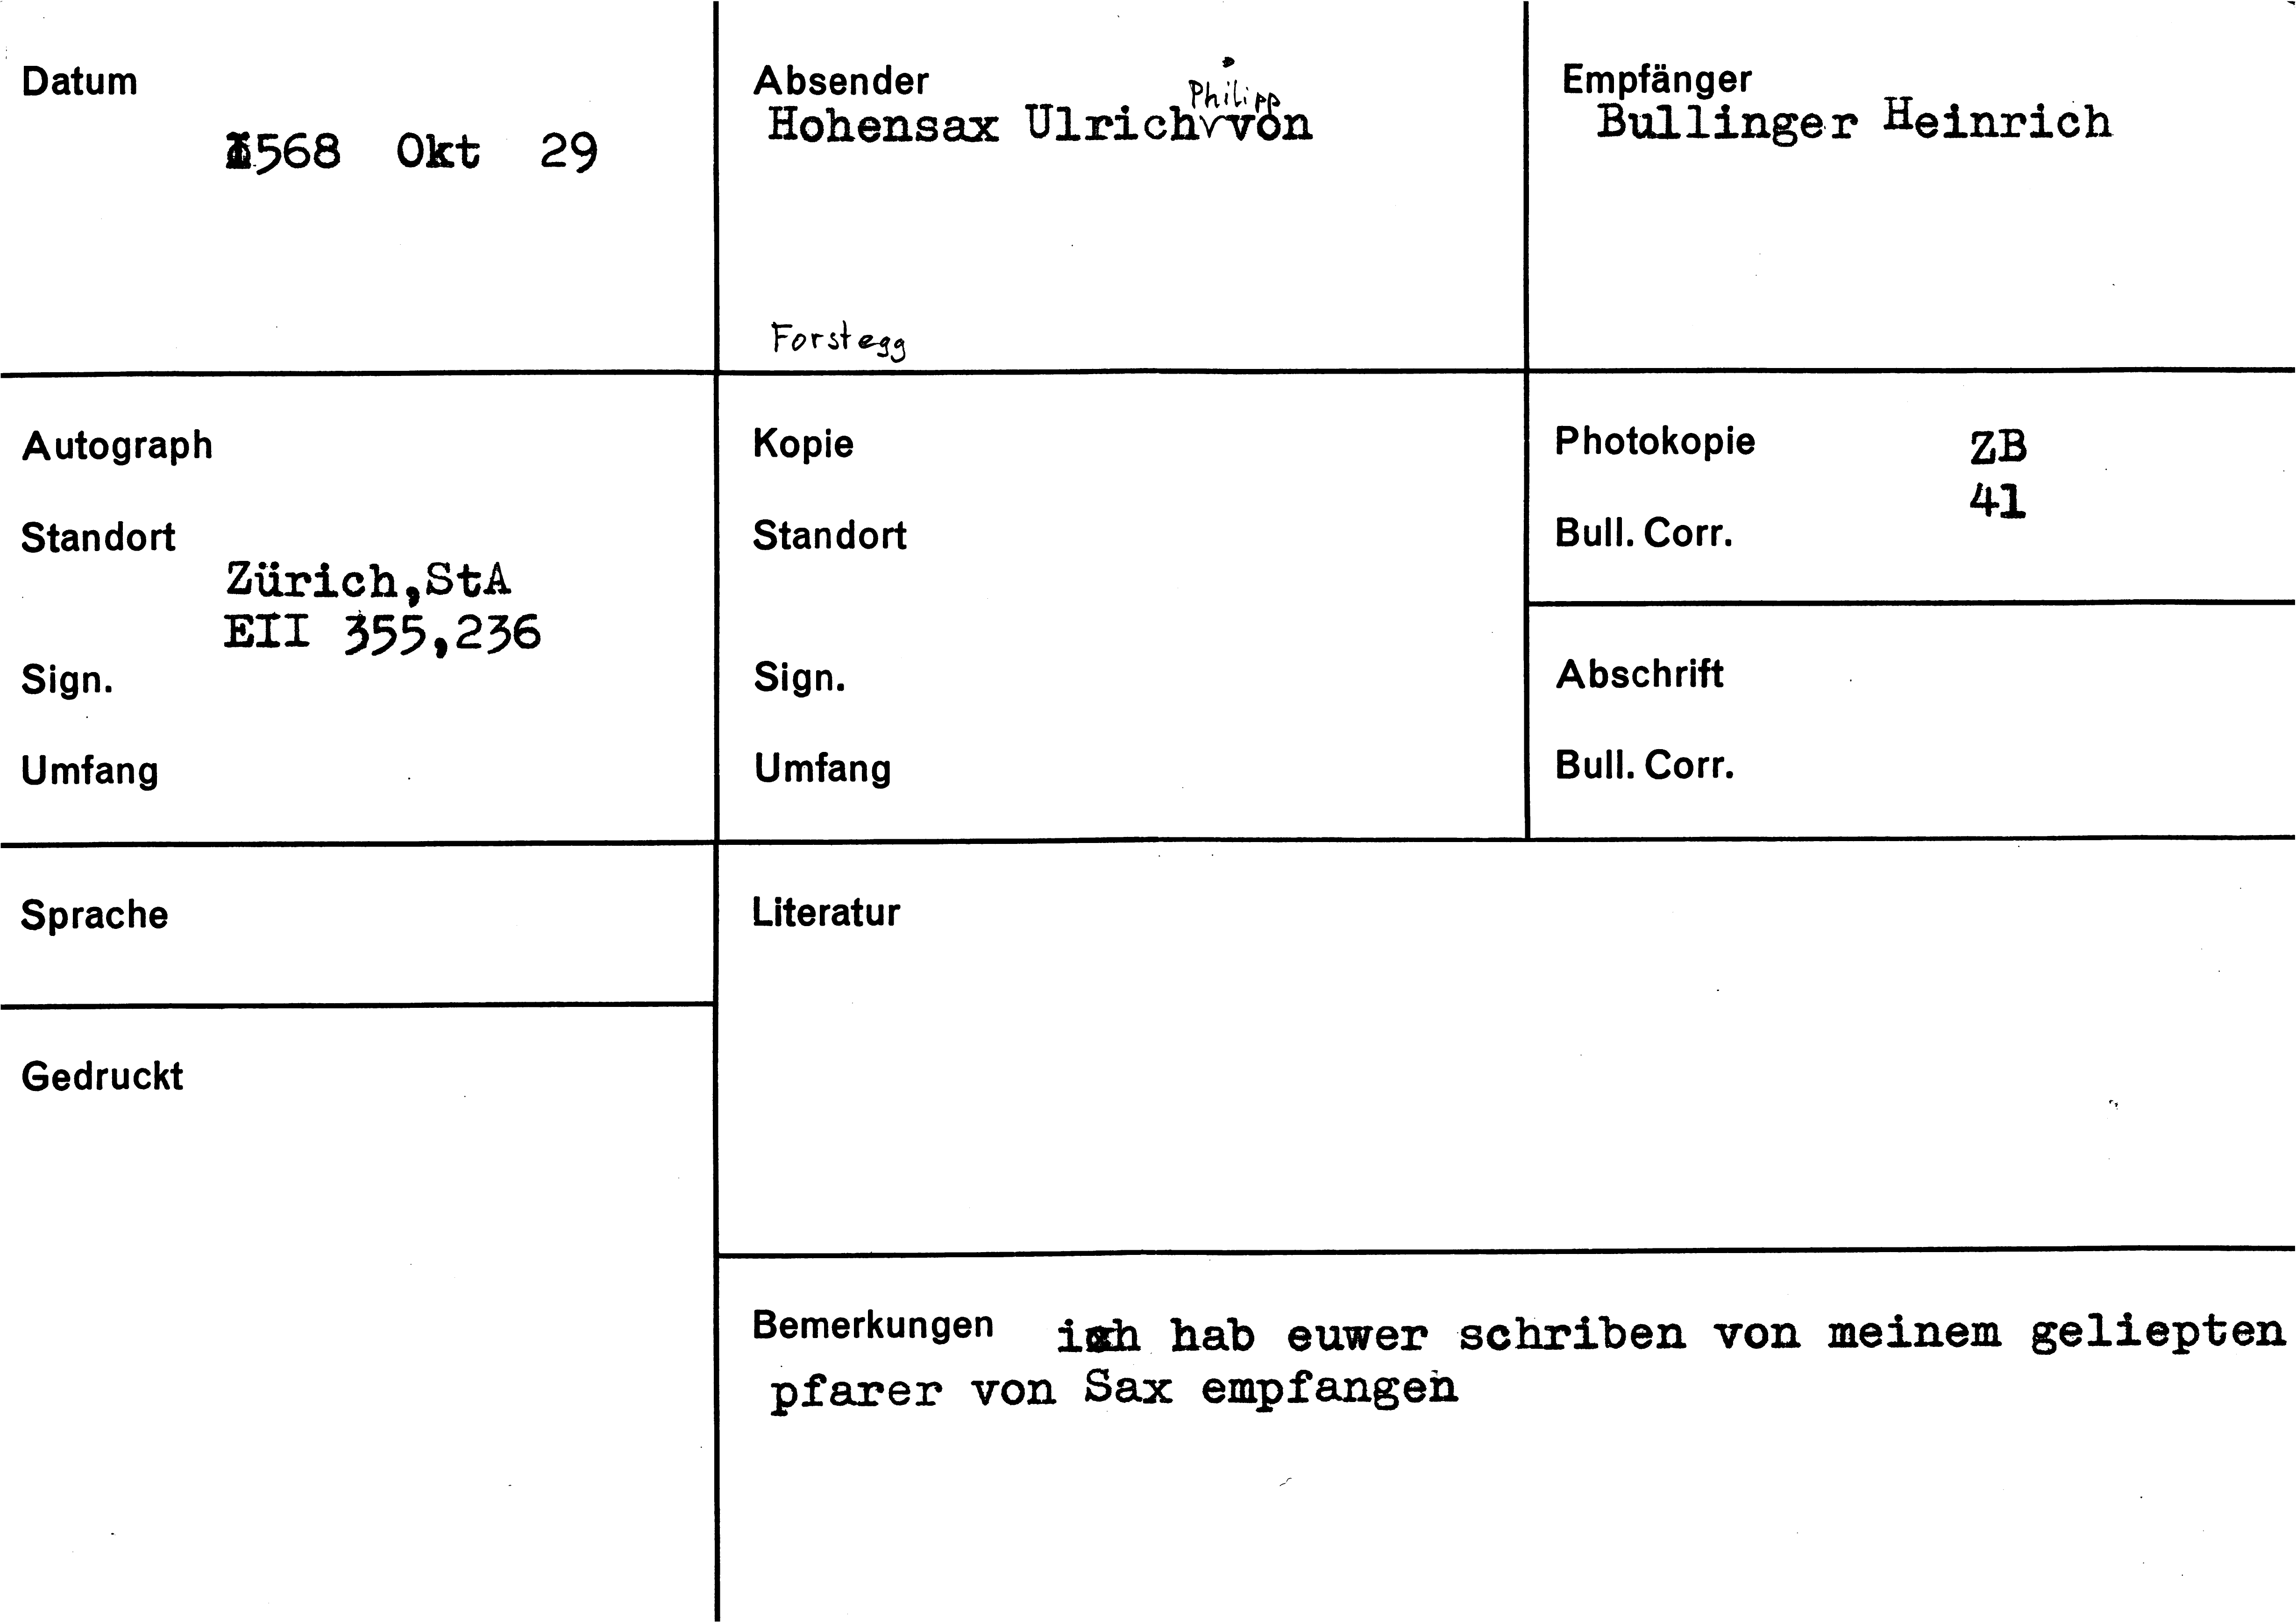 Datum
1568 Okt 29
Absender
Philipp
Hohensax Ulrich von
Forstegg
Empfänger
Bullinger Heinrich
Autograph
Standort
Zürich,StA
EII 355,236
Sign.
Umfang
Kopie
Standort
Sign.
Umfang
Photokopie ZB
41
Bull. Corr.
Abschrift
Bull. Corr.
Sprache
Gedruckt
Literatur
Bemerkungen ich hab euwer schriben von meinem geliepten
pfarer von Sax empfangen